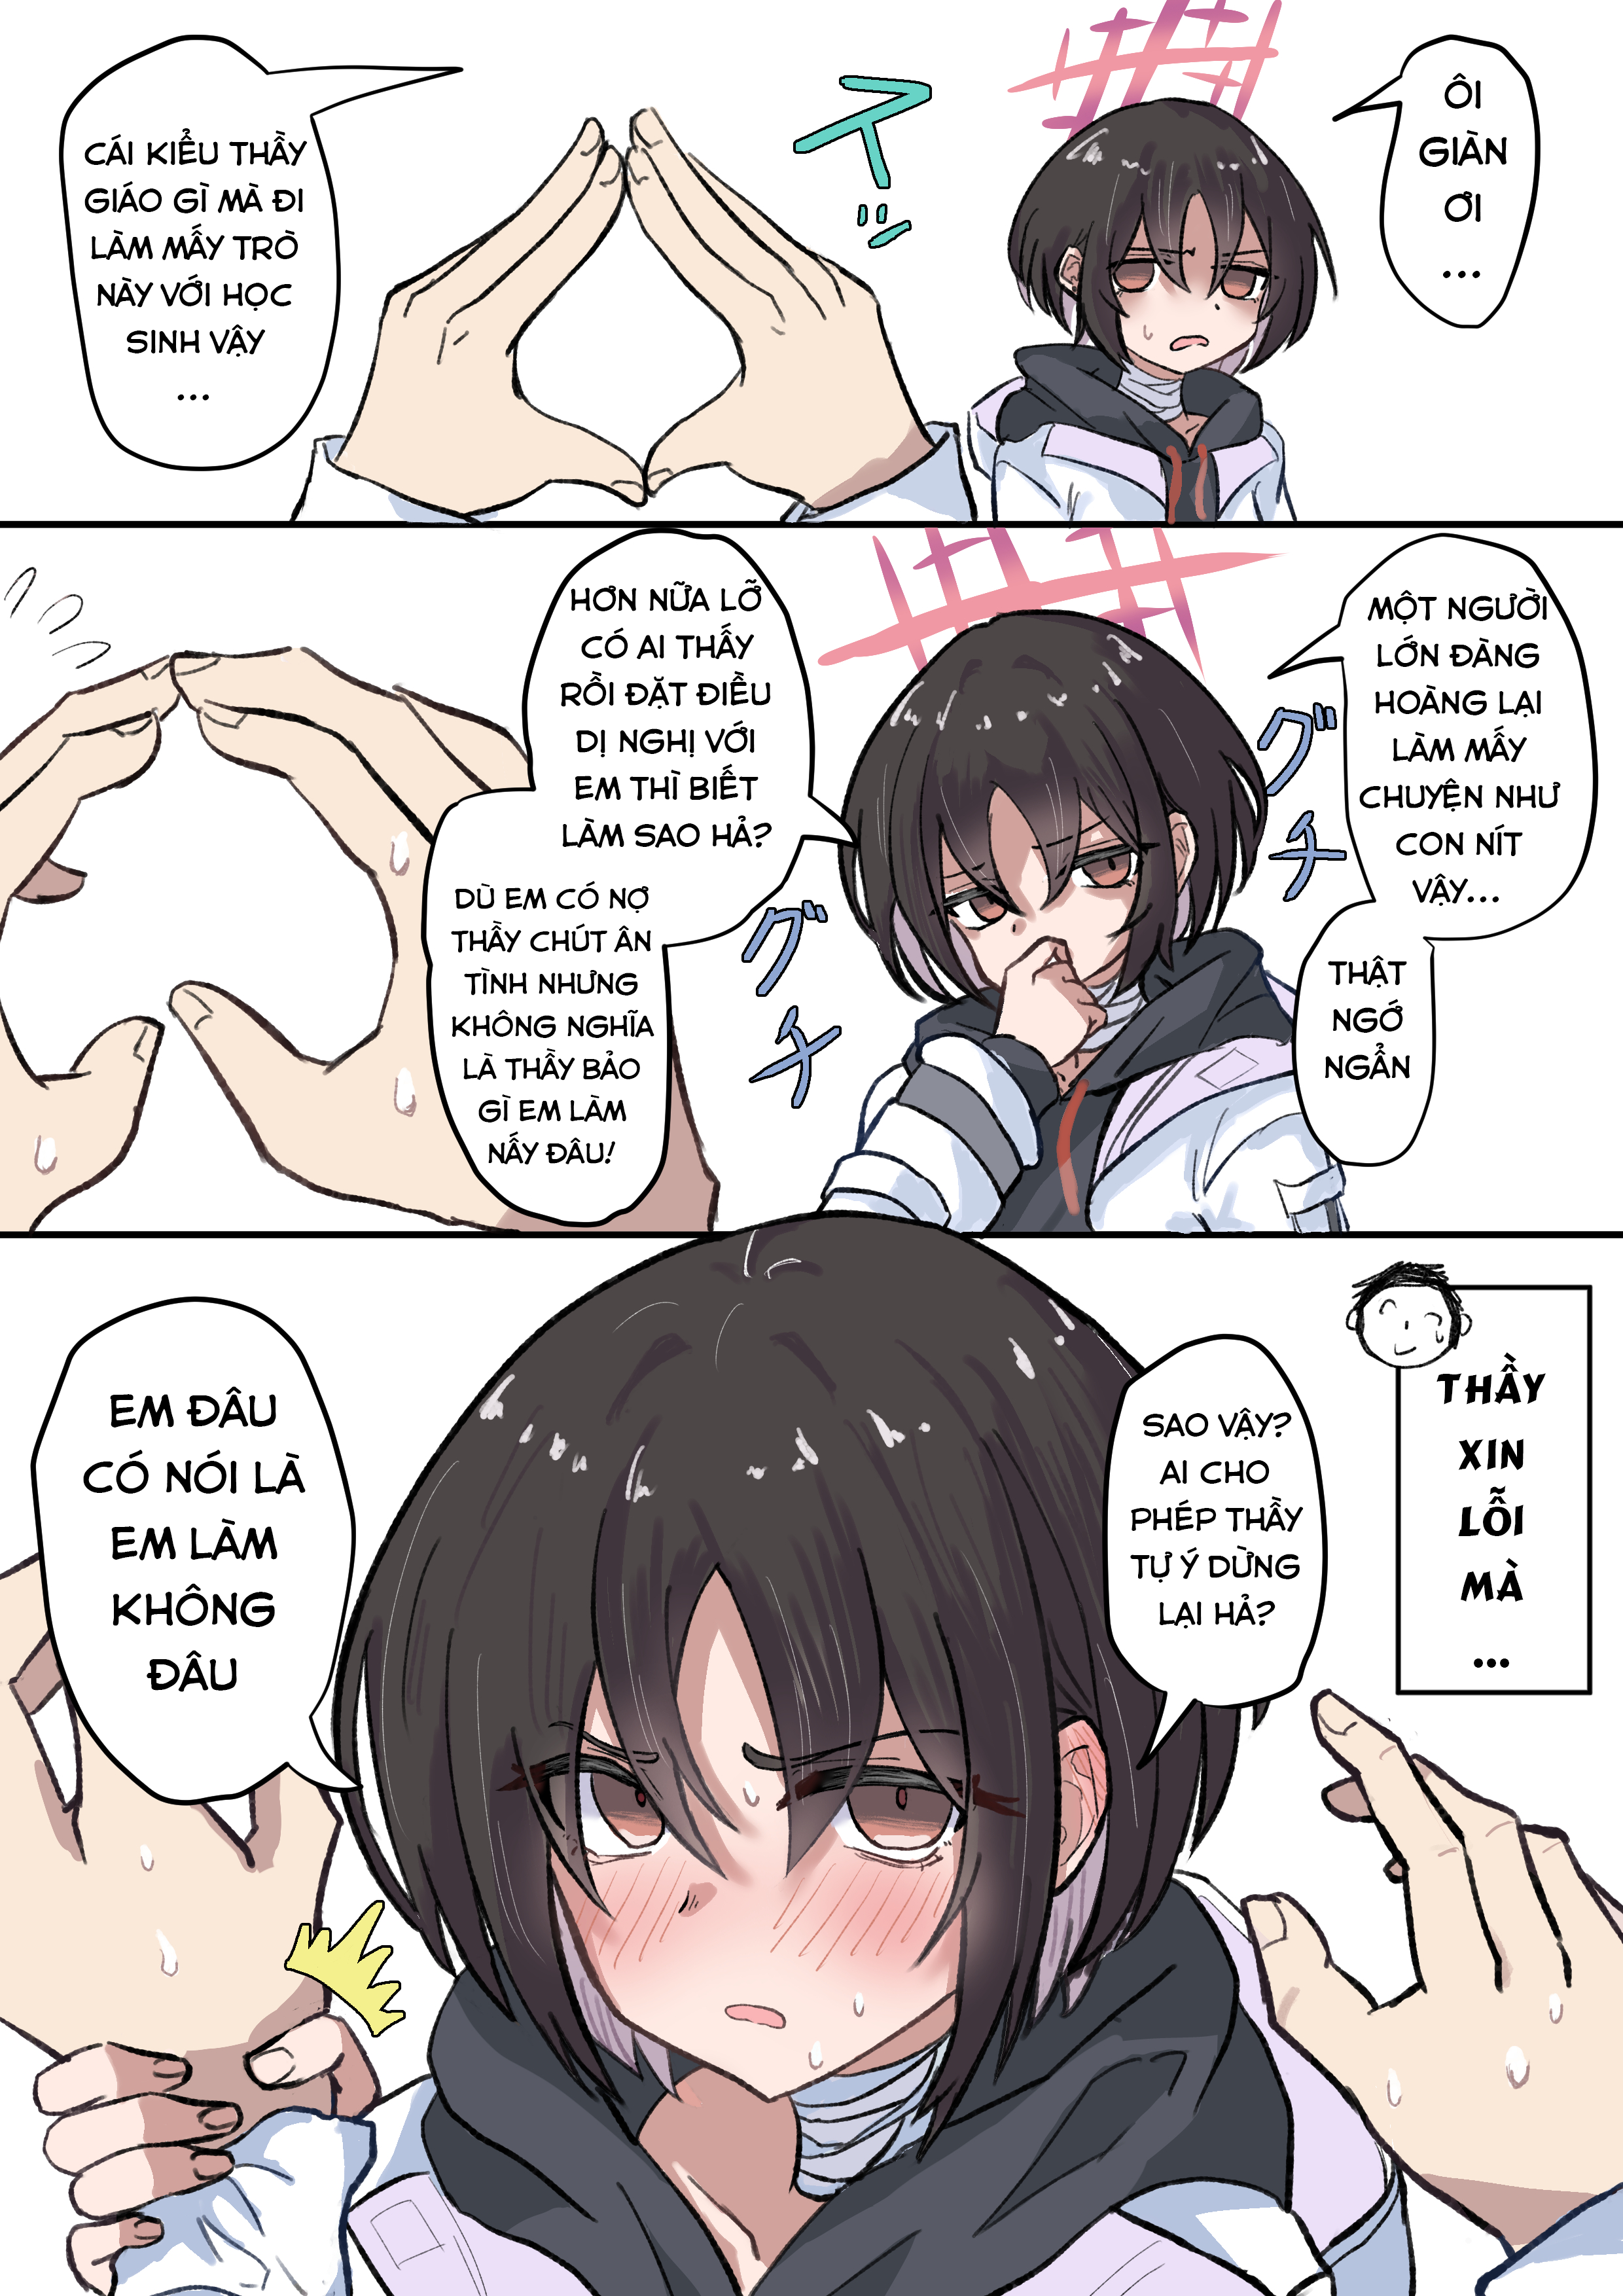 ÔI
GIÀN
ƠI
...
スッ
CÁI KIỂU THẦY
GIÁO GÌ MÀ ĐI
LÀM MẤY TRÒ
NÀY VỚI HỌC
SINH VẬY
...
MỘT NGƯỜI
LỚN ĐÀNG
HOÀNG LẠI
LÀM MẤY
CHUYỆN NHƯ
CON NÍT
VẬY...
THẬT
NGỚ
NGẨN
グチ
グチ
HƠN NỮA LỠ
CÓ AI THẤY
RỒI ĐẶT ĐIỀU
DỊ NGHỊ VỚI
EM THÌ BIẾT
LÀM SAO HẢ?
DÙ EM CÓ NỢ
THẦY CHÚT ÂN
TÌNH NHƯNG
KHÔNG NGHĨA
LÀ THẦY BẢO
GÌ EM LÀM
NẤY ĐÂU!
THẦY
XIN
LỖI
MÀ
...
SAO VẬY?
AI CHO
PHÉP THẦY
TỰ Ý DỪNG
LẠI HẢ?
EM ĐÂU
CÓ NÓI LÀ
EM LÀM
KHÔNG
ĐÂU